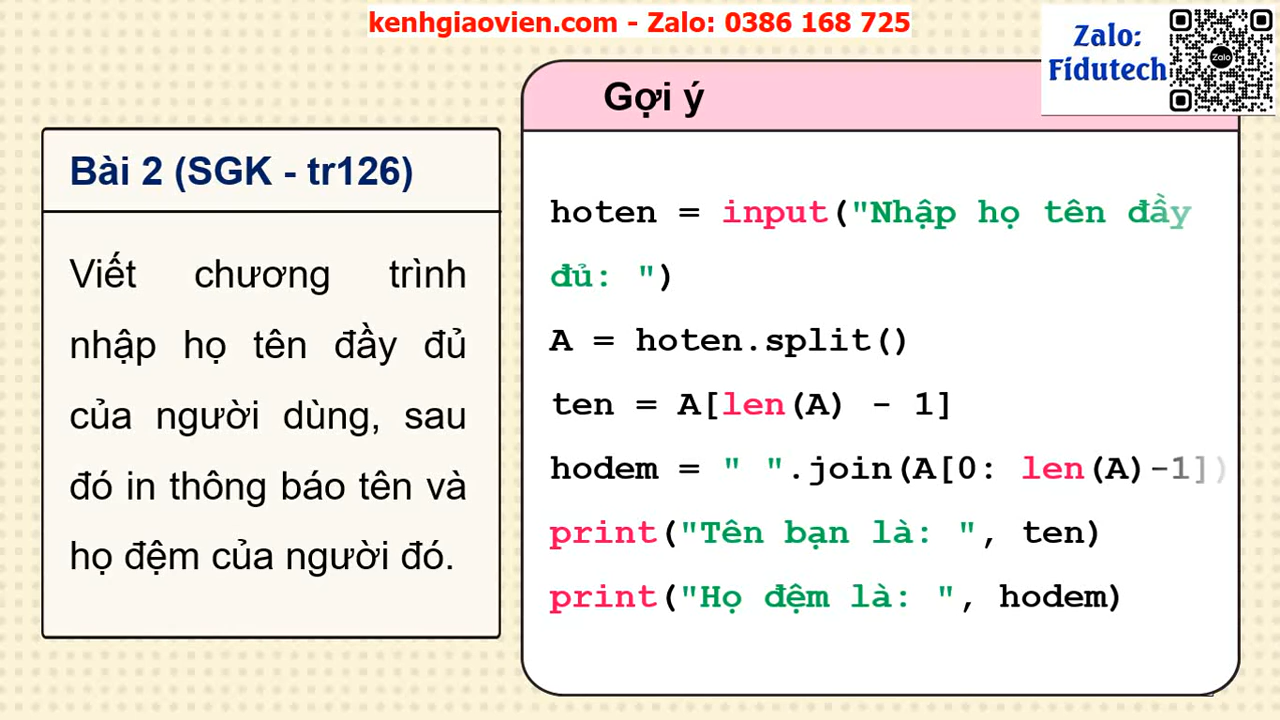 kenhgiaovien.com - Zalo: 0386 168 725
Zalo:
Fidutech
Zalo
Gợi ý
Bài 2 (SGK - tr126)
Viết chương trình
nhập họ tên đầy đủ
của người dùng, sau
đó in thông báo tên và
họ đệm của người đó.
hoten = input("Nhập họ tên đầy
đủ: ")
A = hoten.split()
ten = A[len(A) - 1]
hodem = " ".join(A[0: len(A)-1])
print("Tên bạn là: ", ten)
print("Họ đệm là: ", hodem)